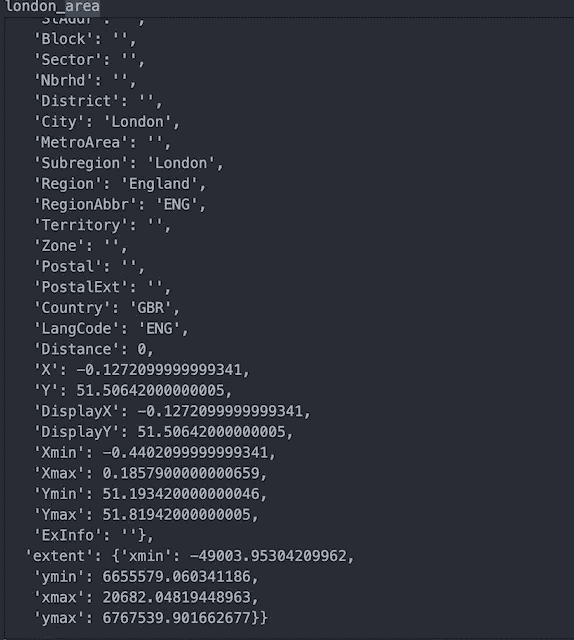 london_area
'StAddr': '',
'Block': '',
'Sector': '',
'Nbrhd': '',
'District': '',
'City': 'London',
'MetroArea': '',
'Subregion': 'London',
'Region': 'England',
'RegionAbbr': 'ENG',
'Territory': '',
'Zone': '',
'Postal': '',
'PostalExt': '',
'Country': 'GBR',
'LangCode': 'ENG',
'Distance': 0,
'X': -0.1272099999999341,
'Y': 51.50642000000005,
'DisplayX': -0.1272099999999341,
'DisplayY': 51.50642000000005,
'Xmin': -0.4402099999999341,
'Xmax': 0.1857900000000659,
'Ymin': 51.193420000000046,
'Ymax': 51.81942000000005,
'ExInfo': ''},
'extent': {'xmin': -49003.95304209962,
'ymin': 6655579.060341186,
'xmax': 20682.04819448963,
'ymax': 6767539.901662677}}